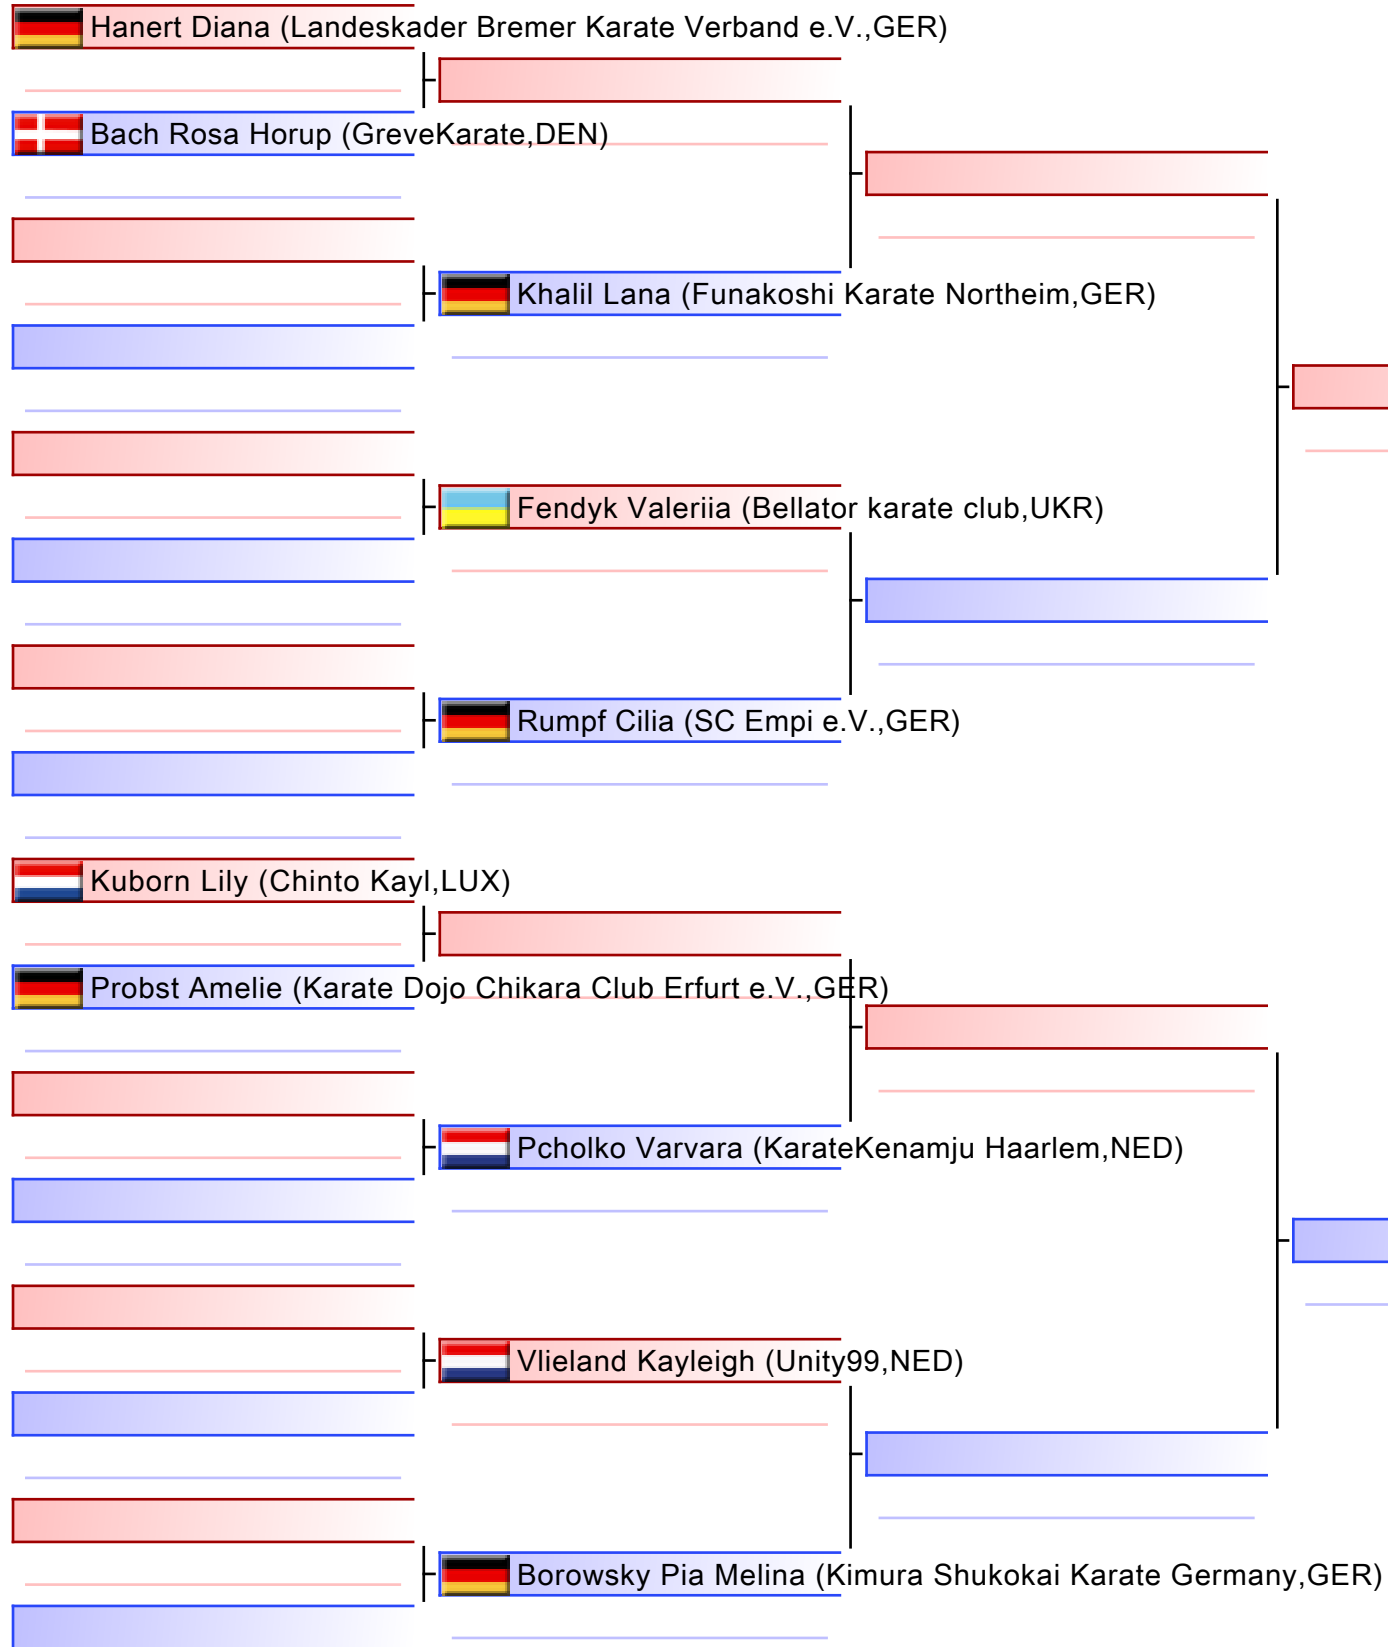 Hanert Diana (Landeskader Bremer Karate Verband e.V.,GER)
Bach Rosa Horup (GreveKarate,DEN)
Khalil Lana (Funakoshi Karate Northeim,GER)
Fendyk Valeriia (Bellator karate club,UKR)
Rumpf Cilia (SC Empi e.V.,GER)
Kuborn Lily (Chinto Kayl,LUX)
Probst Amelie (Karate Dojo Chikara Club Erfurt e.V.,GER)
Pcholko Varvara (KarateKenamju Haarlem,NED)
Vlieland Kayleigh (Unity99,NED)
Borowsky Pia Melina (Kimura Shukokai Karate Germany,GER)